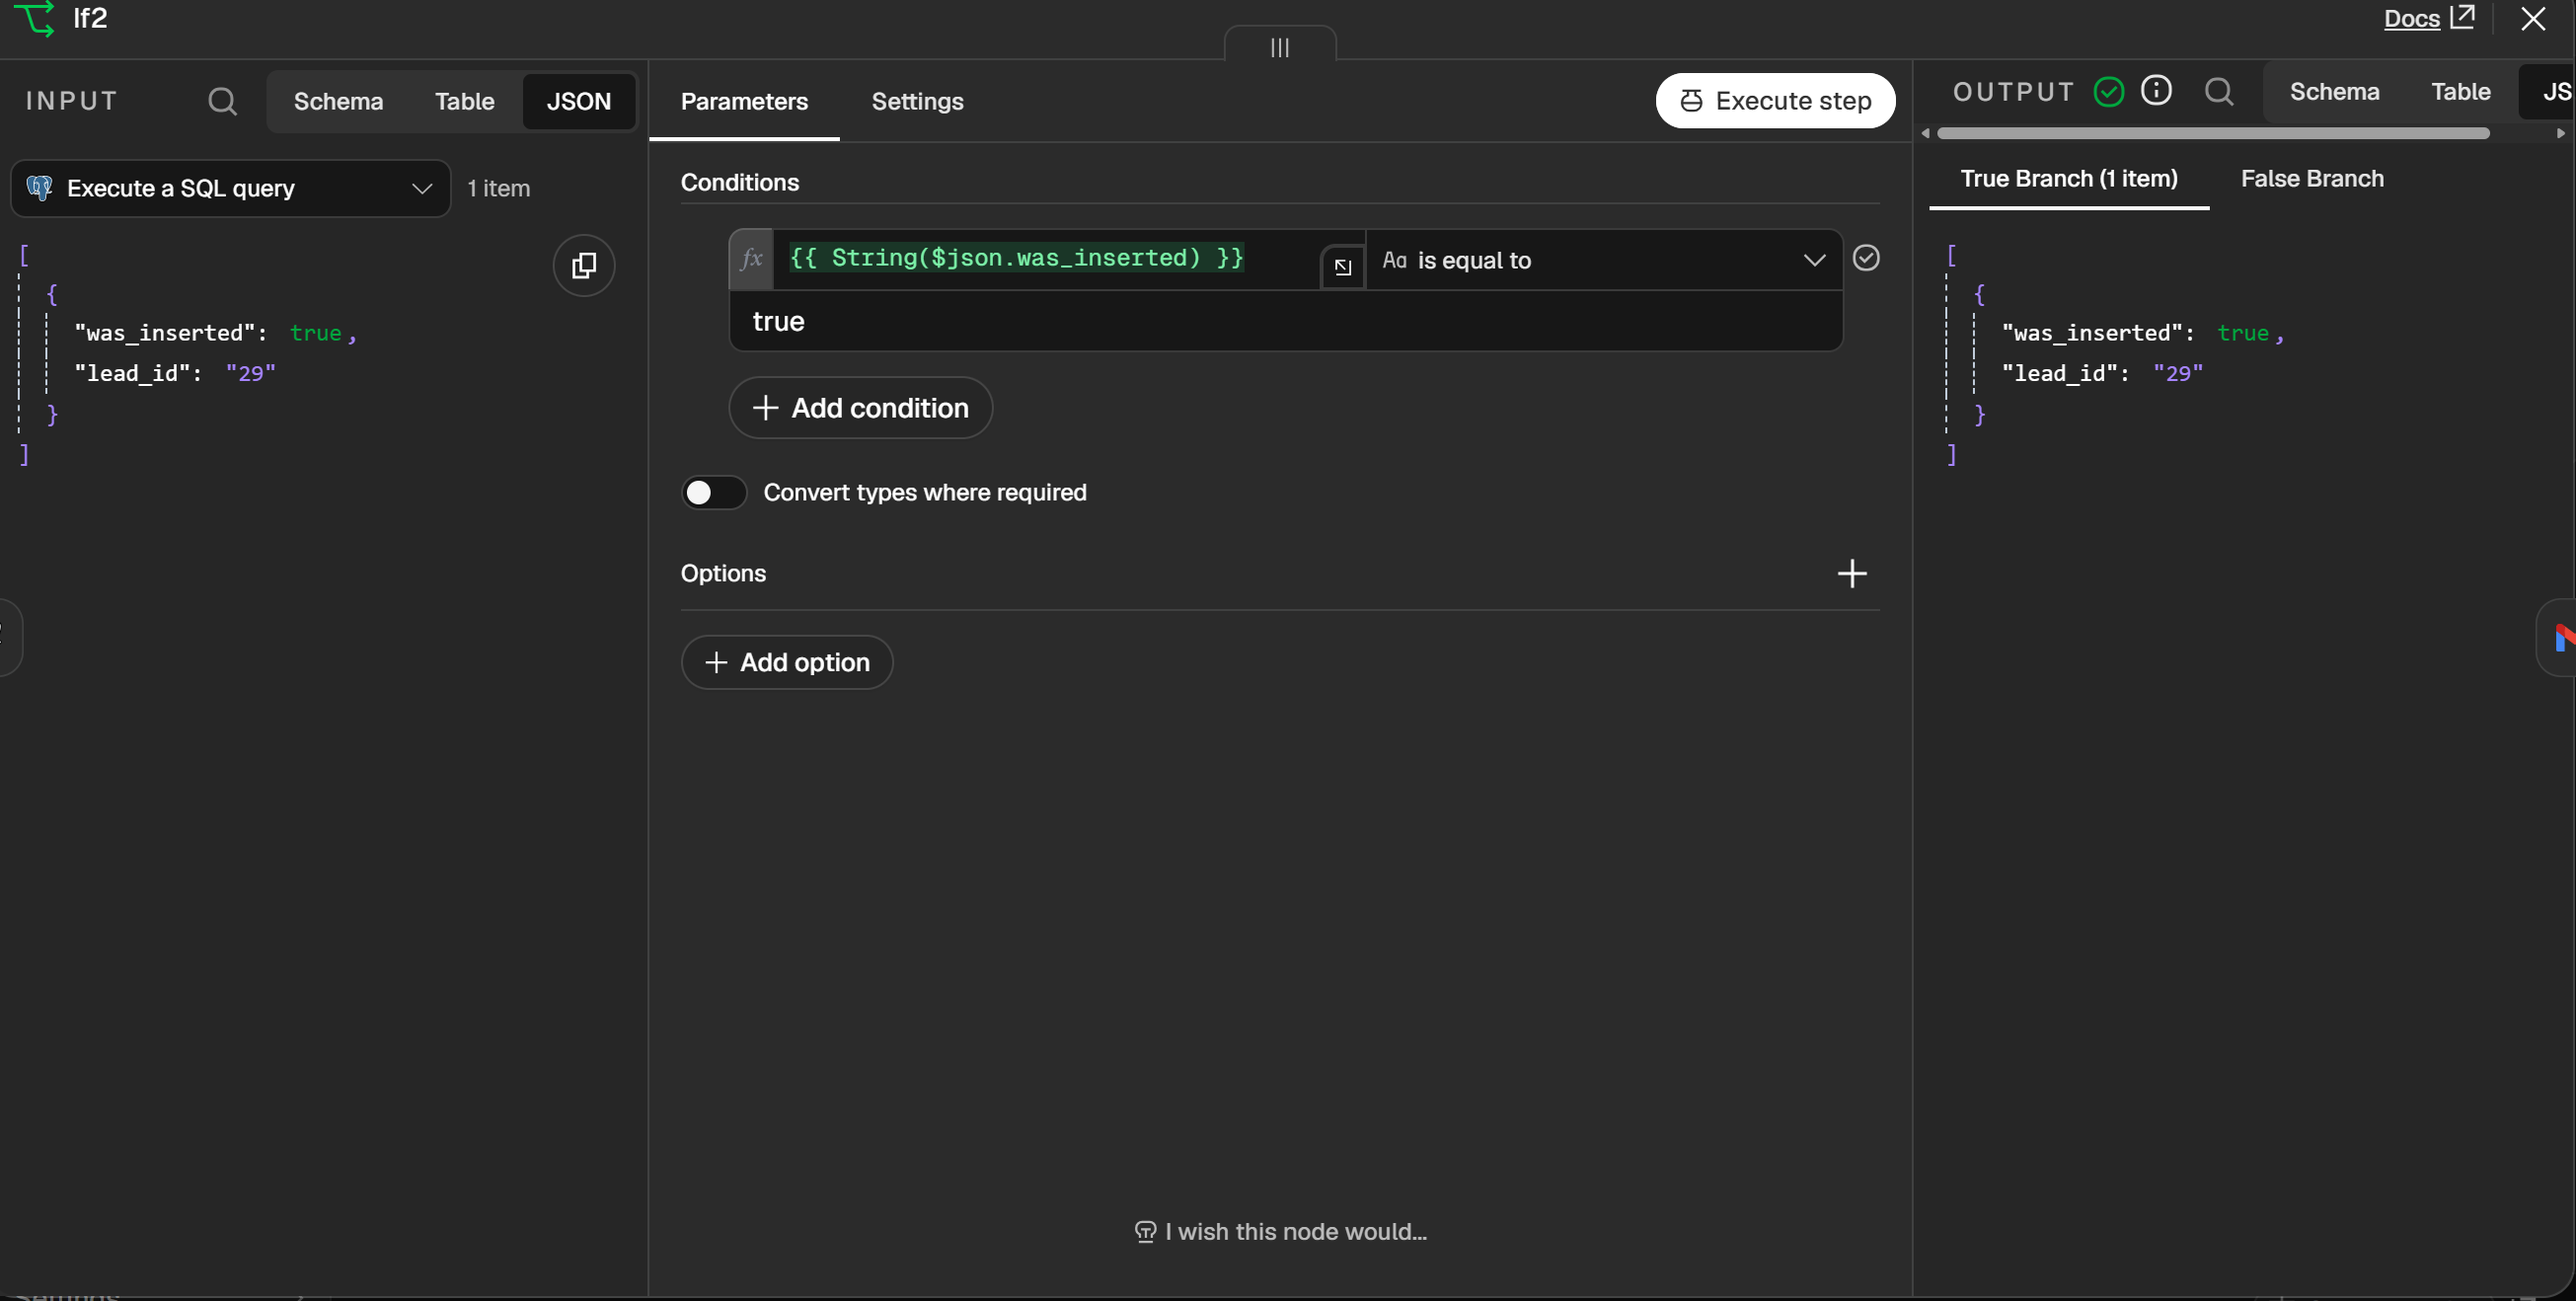 If2
Docs
INPUT
Schema
Table
JSON
Execute a SQL query
1 item
[
{
"was_inserted": true,
"lead_id": "29"
}
]
Parameters
Settings
Execute step
Conditions
fx
{{ String($json.was_inserted) }}
Aa is equal to
true
Add condition
Convert types where required
Options
Add option
I wish this node would...
OUTPUT
Schema
Table
JS
True Branch (1 item)
False Branch
[
{
"was_inserted": true,
"lead_id": "29"
}
]